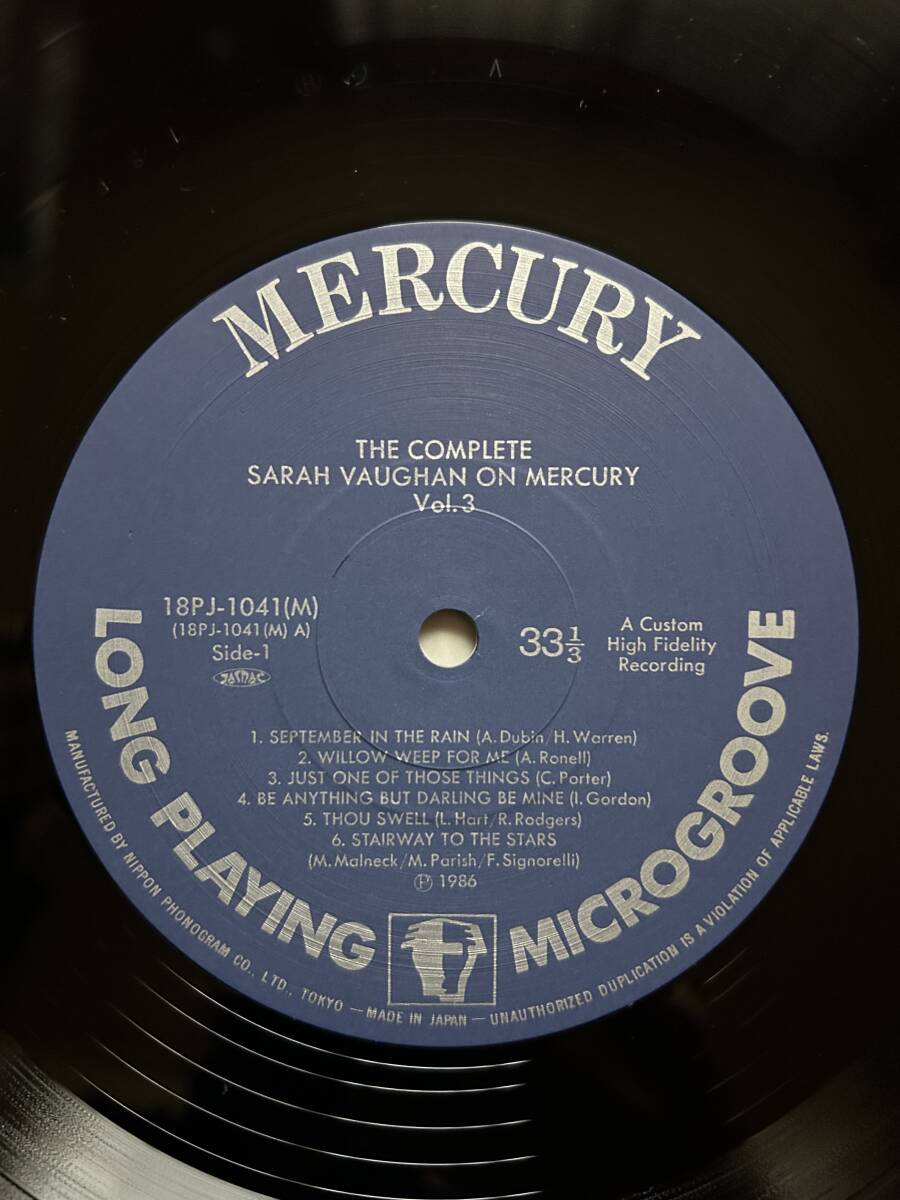 MERCURY
THE COMPLETE
SARAH VAUGHAN ON MERCURY
Vol.3
18PJ-1041(M)
(18PJ-1041(M) A)
Side-1
JASRAC
33 1/3
A Custom
High Fidelity
Recording
1. SEPTEMBER IN THE RAIN (A. Dubin/H. Warren)
2. WILLOW WEEP FOR ME (A. Ronell)
3. JUST ONE OF THOSE THINGS (C. Porter)
4. BE ANYTHING BUT DARLING BE MINE (I. Gordon)
5. THOU SWELL (L. Hart/R. Rodgers)
6. STAIRWAY TO THE STARS
(M. Malneck/M. Parish/F. Signorelli)
Ⓟ 1986
LONG PLAYING MICROGROOVE
MANUFACTURED BY NIPPON PHONOGRAM CO., LTD., TOKYO — MADE IN JAPAN — UNAUTHORIZED DUPLICATION IS A VIOLATION OF APPLICABLE LAWS.